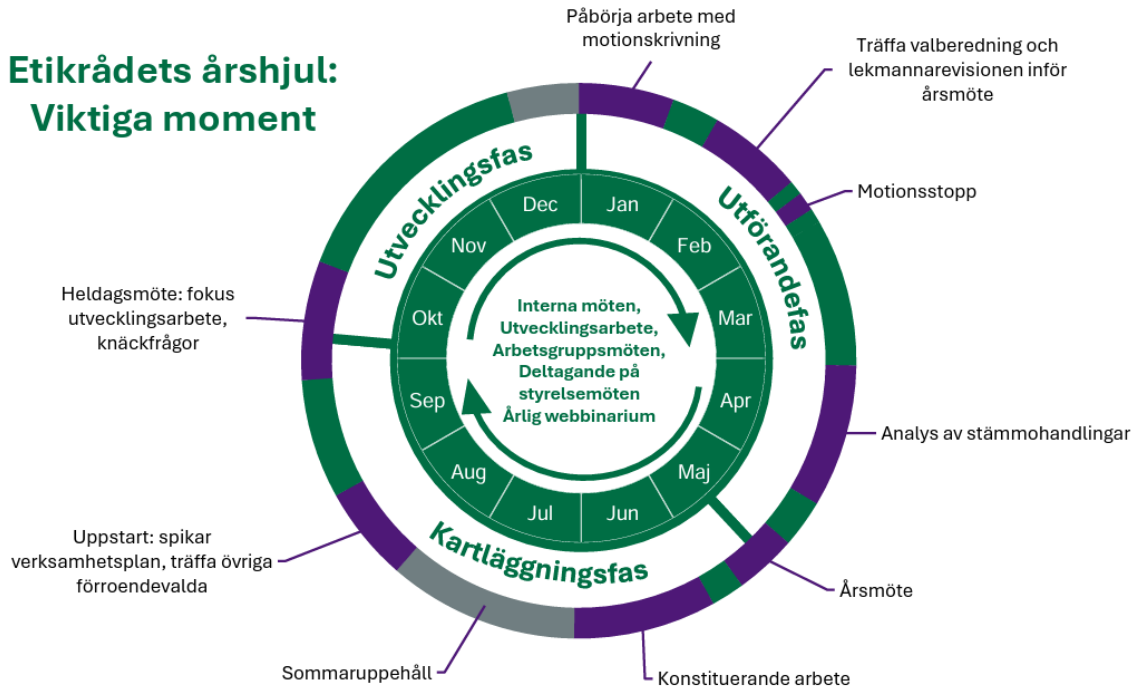 Etikrådets årshjul:
Viktiga moment
Påbörja arbete med
motionskrivning
Träffa valberedning och
lekmannarevisionen inför
årsmöte
Motionsstopp
Analys av stämmohandlingar
Årsmöte
Konstituerande arbete
Sommaruppehåll
Uppstart: spikar
verksamhetsplan, träffa övriga
förroendevalda
Heldagsmöte: fokus
utvecklingsarbete,
knäckfrågor
Utvecklingsfas
Utförandefas
Kartläggningsfas
Jan
Feb
Mar
Apr
Maj
Jun
Jul
Aug
Sep
Okt
Nov
Dec
Interna möten,
Utvecklingsarbete,
Arbetsgruppsmöten,
Deltagande på
styrelsemöten
Årlig webbinarium